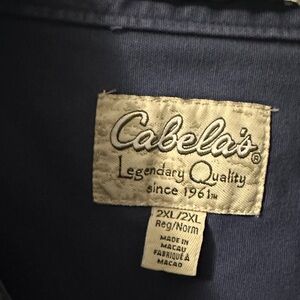 Cabela's®
Legendary Quality
since 1961™
2XL/2XL
Reg/Norm
MADE IN
MACAU
FABRIQUÉ À
MACAO